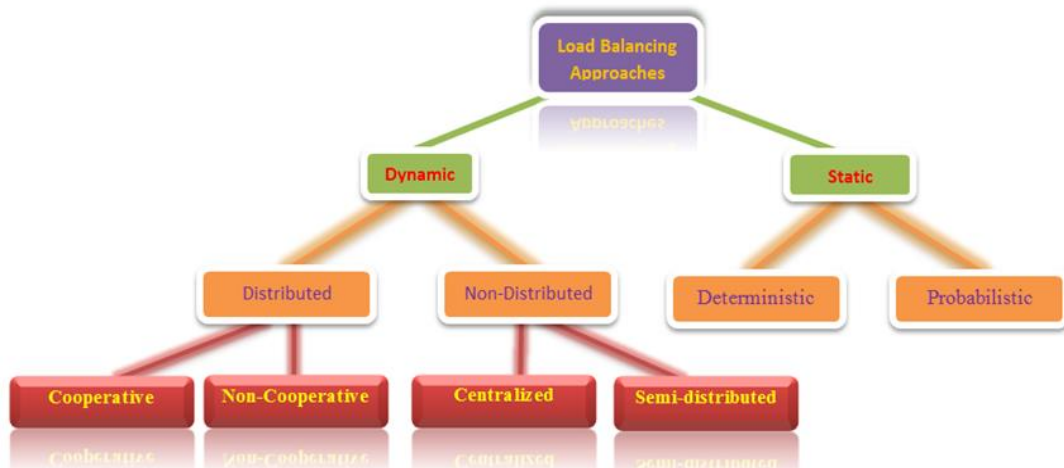 Load Balancing
Approaches
Dynamic
Static
Distributed
Non-Distributed
Deterministic
Probabilistic
Cooperative
Non-Cooperative
Centralized
Semi-distributed